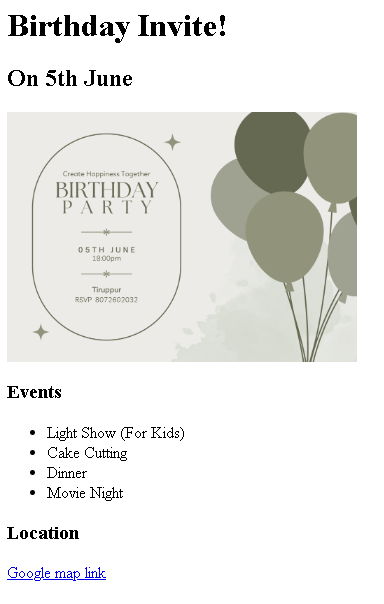 Birthday Invite!
On 5th June
Create Happiness Together
BIRTHDAY
PARTY
05TH JUNE
18:00pm
Tiruppur
RSVP 8072602032
Events
Light Show (For Kids)
Cake Cutting
Dinner
Movie Night
Location
Google map link